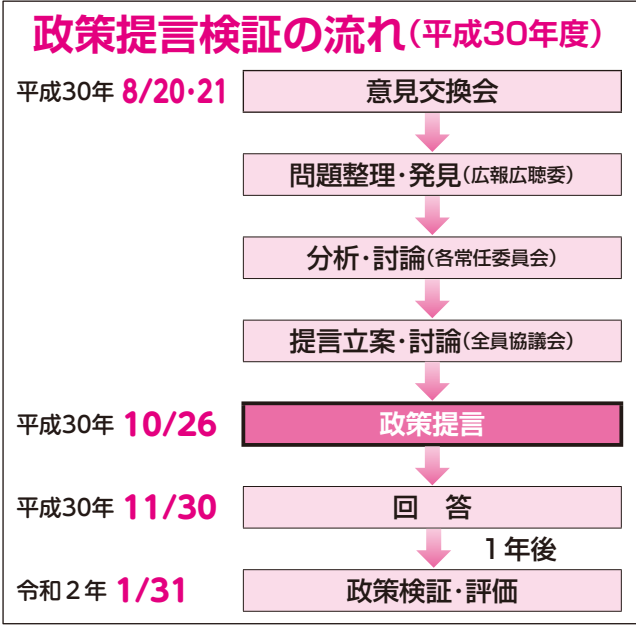 政策提言検証の流れ(平成30年度)
平成30年 8/20・21 意見交換会
問題整理・発見(広報広聴委)
分析・討論(各常任委員会)
提言立案・討論(全員協議会)
平成30年 10/26 政策提言
平成30年 11/30 回 答
1年後
令和2年 1/31 政策検証・評価